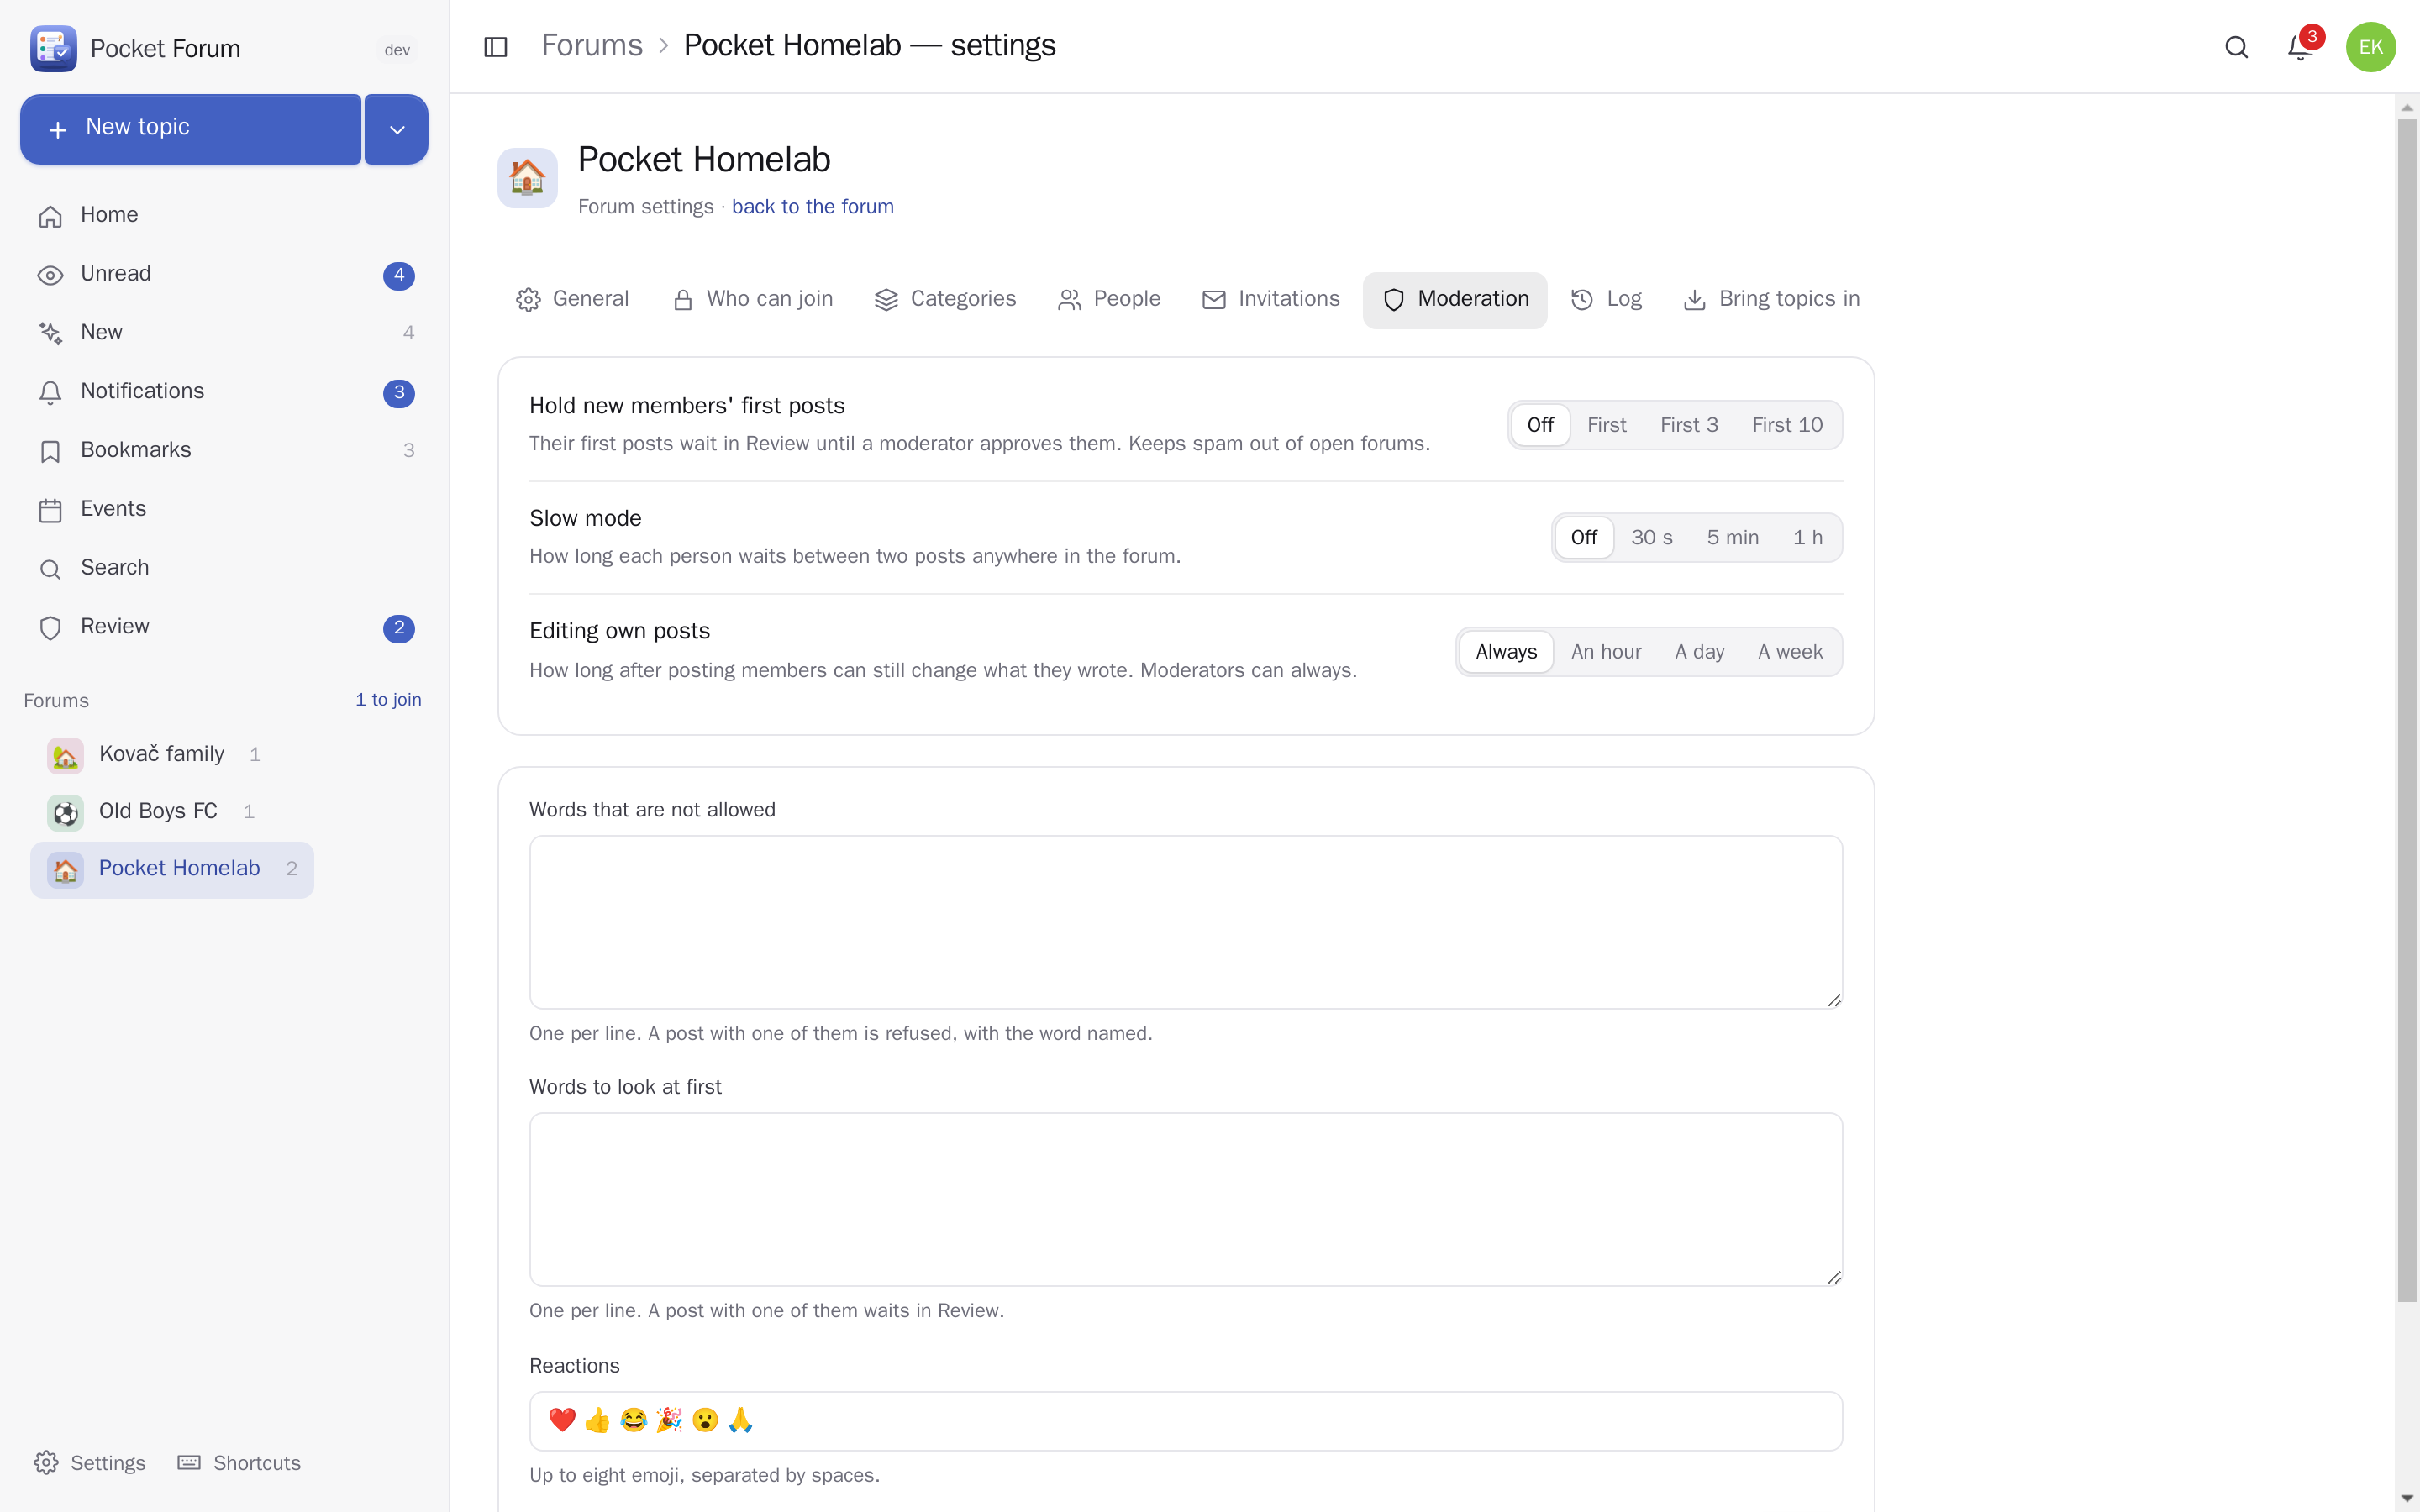 Pocket Forum
dev
New topic
Home
Unread 4
New 4
Notifications 3
Bookmarks 3
Events
Search
Review 2
Forums 1 to join
Kovač family 1
Old Boys FC 1
Pocket Homelab 2
Settings Shortcuts
Forums > Pocket Homelab — settings
3
EK
Pocket Homelab
Forum settings · back to the forum
General Who can join Categories People Invitations Moderation Log Bring topics in
Hold new members' first posts
Their first posts wait in Review until a moderator approves them. Keeps spam out of open forums.
Off First First 3 First 10
Slow mode
How long each person waits between two posts anywhere in the forum.
Off 30 s 5 min 1 h
Editing own posts
How long after posting members can still change what they wrote. Moderators can always.
Always An hour A day A week
Words that are not allowed
One per line. A post with one of them is refused, with the word named.
Words to look at first
One per line. A post with one of them waits in Review.
Reactions
❤️ 👍 😂 🎉 😮 🙏
Up to eight emoji, separated by spaces.